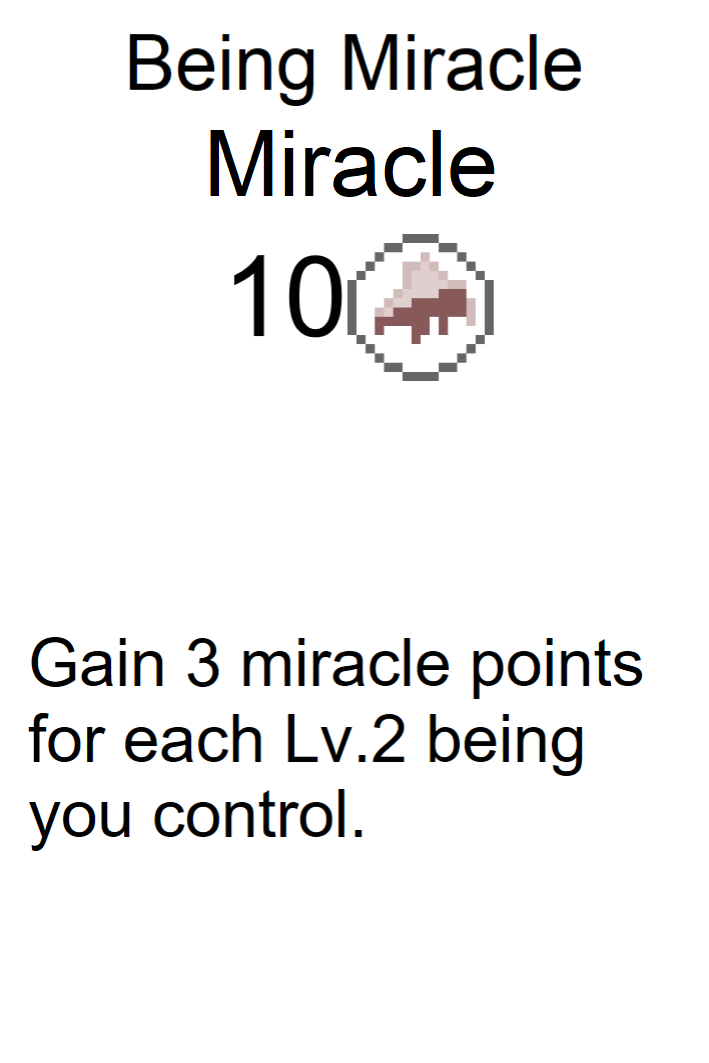 Being Miracle
Miracle
10
Gain 3 miracle points
for each Lv.2 being
you control.